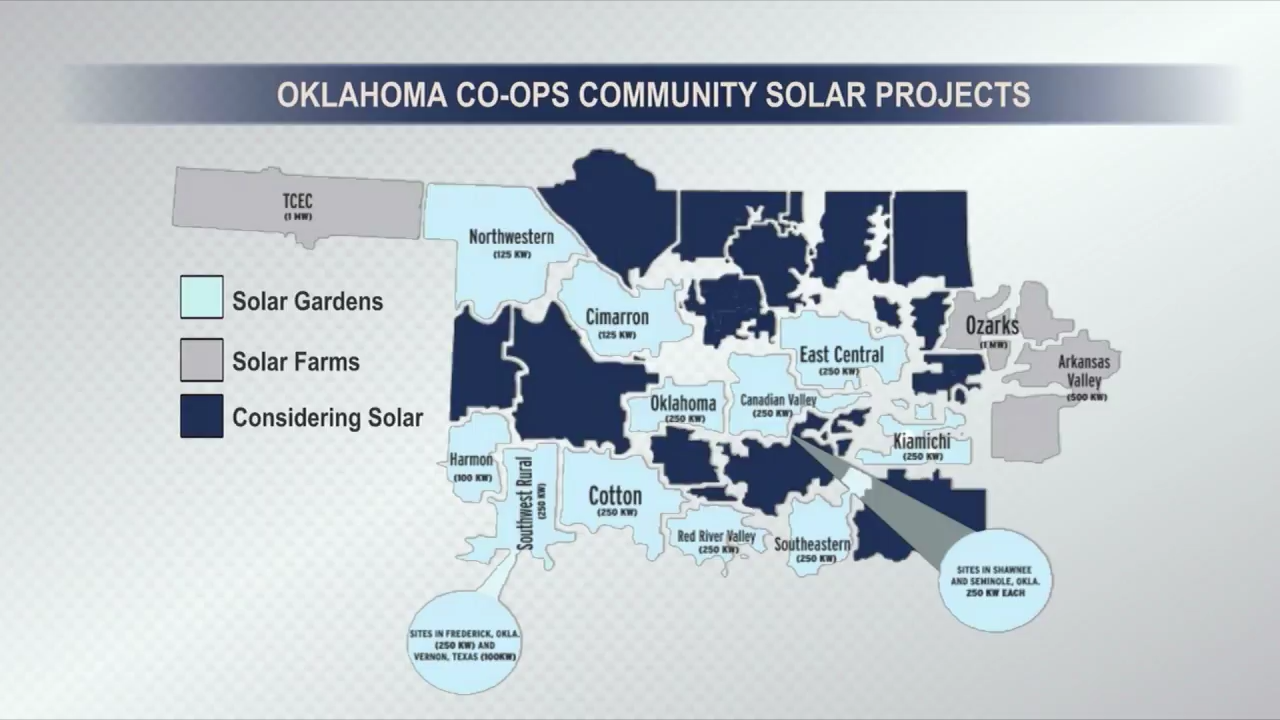 OKLAHOMA CO-OPS COMMUNITY SOLAR PROJECTS
TCEC
(1 MW)
Northwestern
(125 KW)
Solar Gardens
Solar Farms
Considering Solar
Cimarron
(125 KW)
East Central
(250 KW)
Ozarks
(1 MW)
Arkansas
Valley
(500 KW)
Oklahoma
(250 KW)
Canadian Valley
(250 KW)
Kiamichi
(250 KW)
Harmon
(100 KW)
Southwest Rural
(250 KW)
Cotton
(250 KW)
Red River Valley
(250 KW)
Southeastern
(250 KW)
SITES IN SHAWNEE
AND SEMINOLE, OKLA.
250 KW EACH
SITES IN FREDERICK, OKLA.
(250 KW) AND
VERNON, TEXAS (100KW)